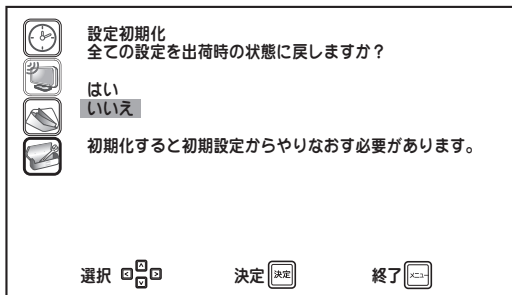 設定初期化
全ての設定を出荷時の状態に戻しますか？
はい
いいえ
初期化すると初期設定からやりなおす必要があります。
選択 決定 決定 終了 メニュー